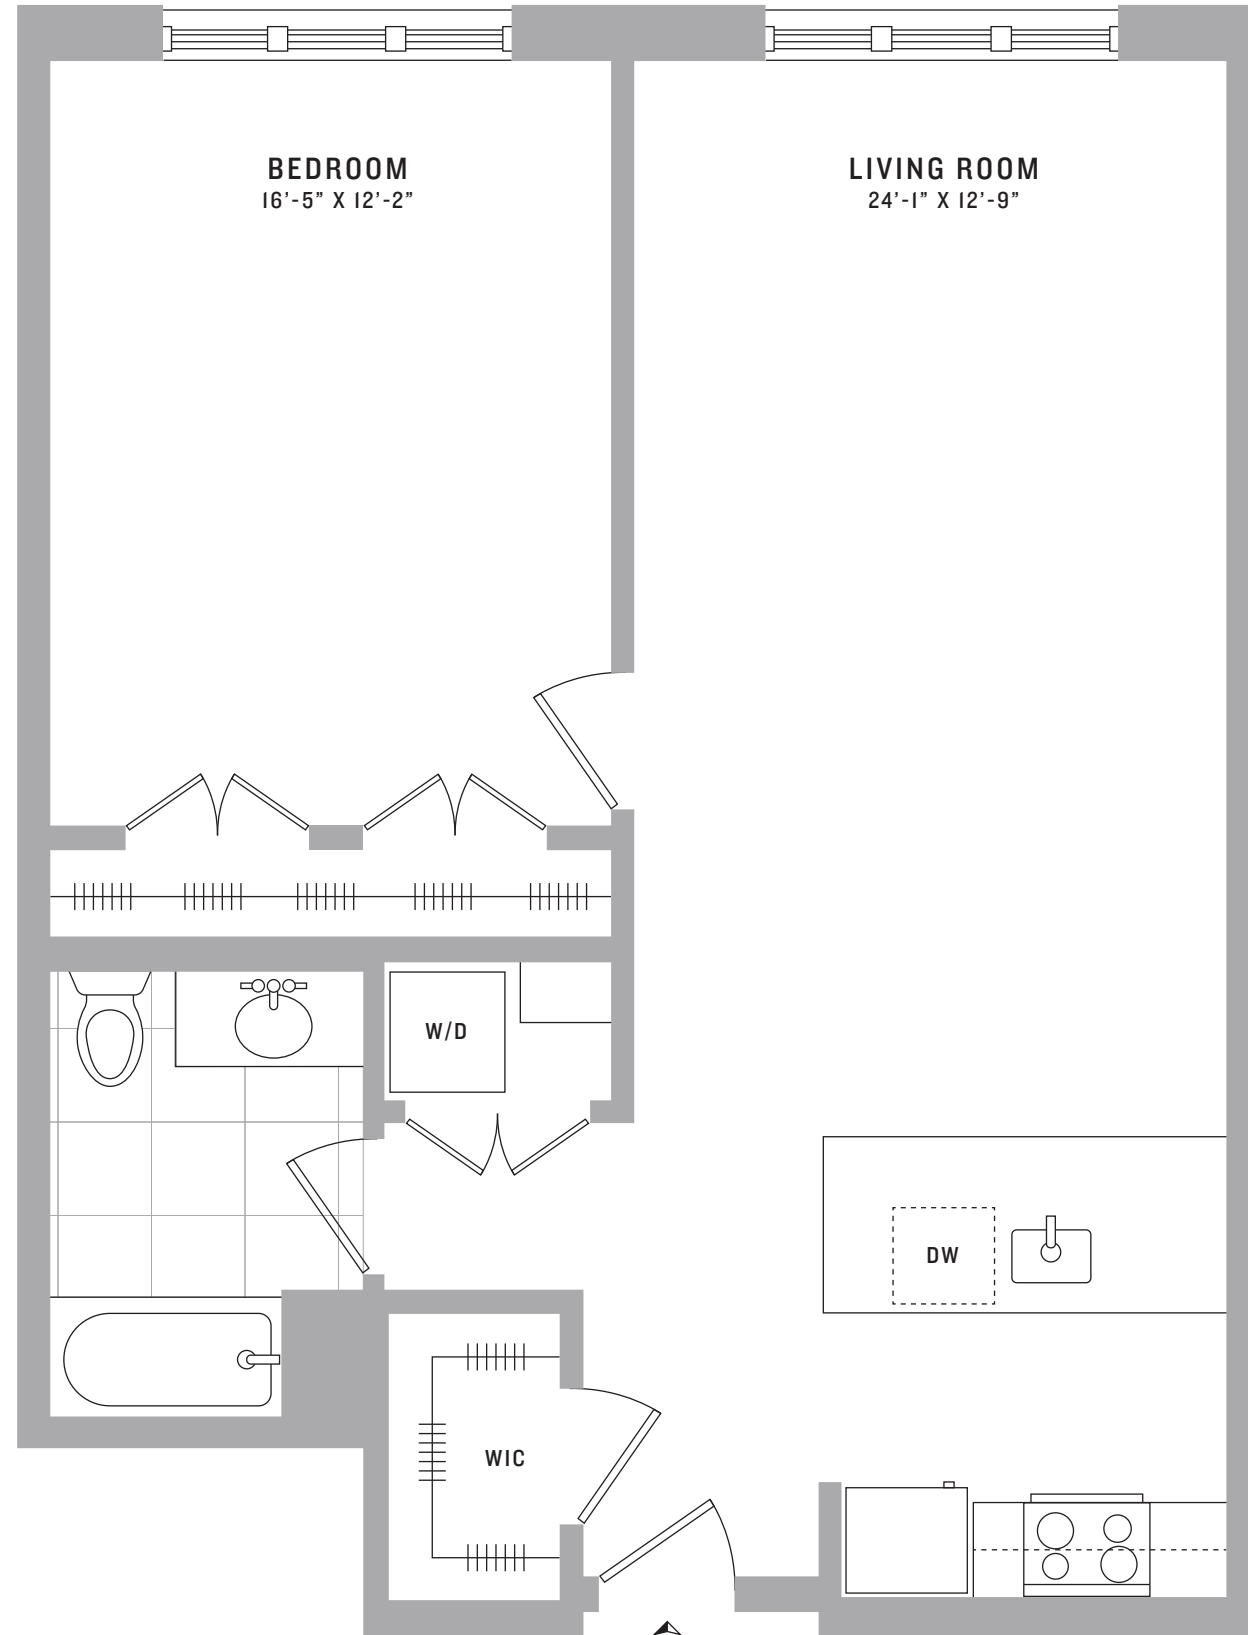 BEDROOM
16’-5” X 12’-2”
LIVING ROOM
24’-1” X 12’-9”
W/D
DW
WIC